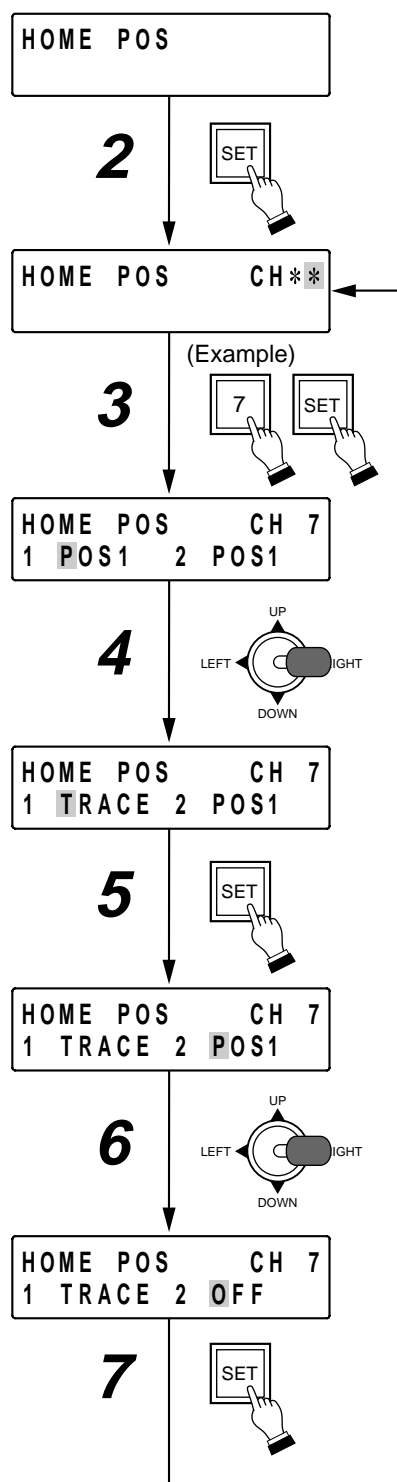 HOME POS
2
SET
HOME POS CH**
(Example)
3
7 SET
HOME POS CH 7
1 POS1 2 POS1
UP
4
LEFT IGHT
DOWN
HOME POS CH 7
1 TRACE 2 POS1
5
SET
HOME POS CH 7
1 TRACE 2 POS1
UP
6
LEFT IGHT
DOWN
HOME POS CH 7
1 TRACE 2 OFF
7
SET